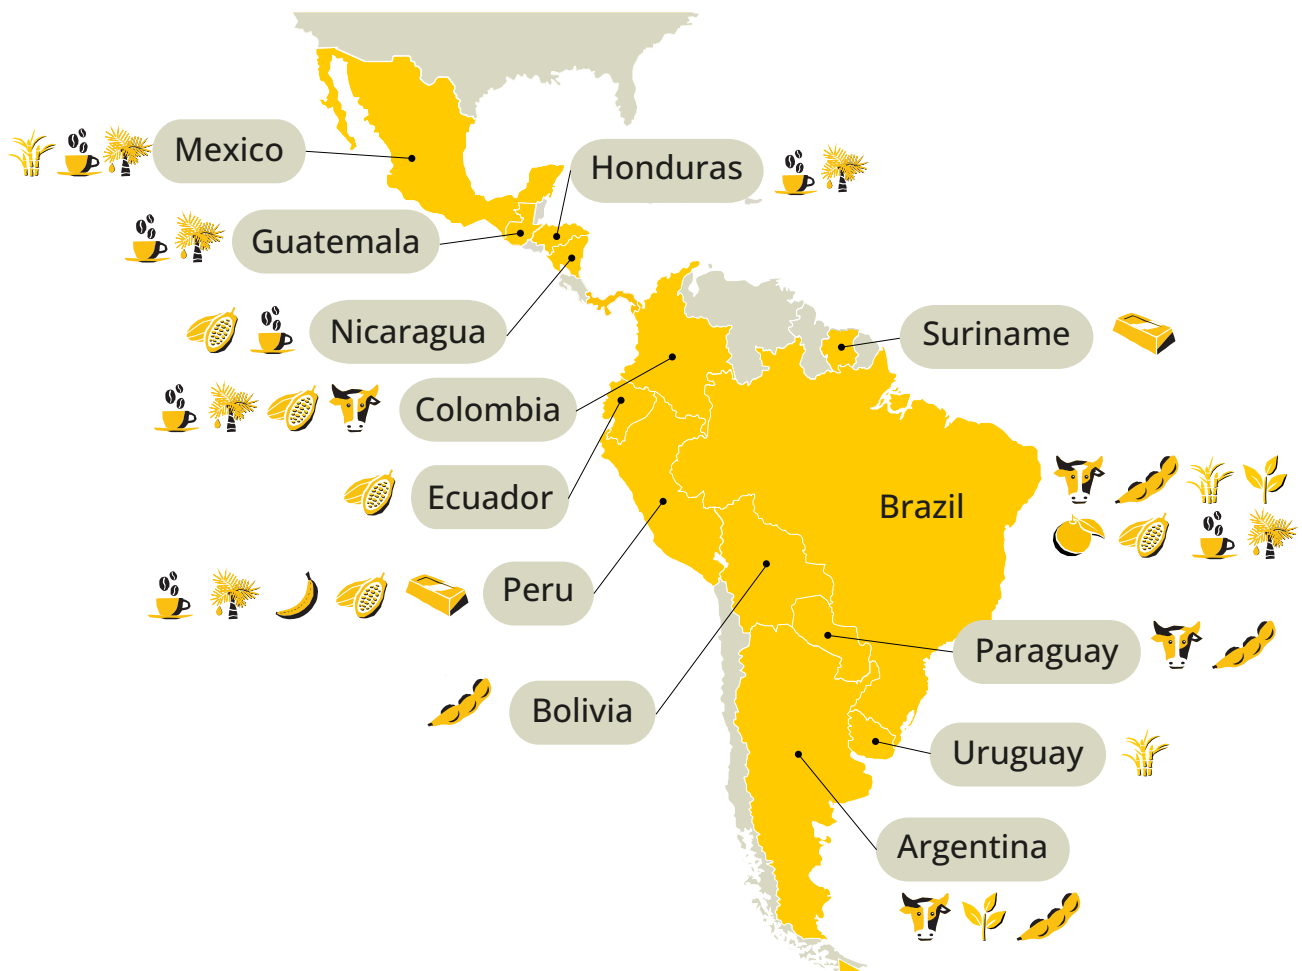 Mexico
Honduras
Guatemala
Nicaragua
Suriname
Colombia
Ecuador
Brazil
Peru
Paraguay
Bolivia
Uruguay
Argentina